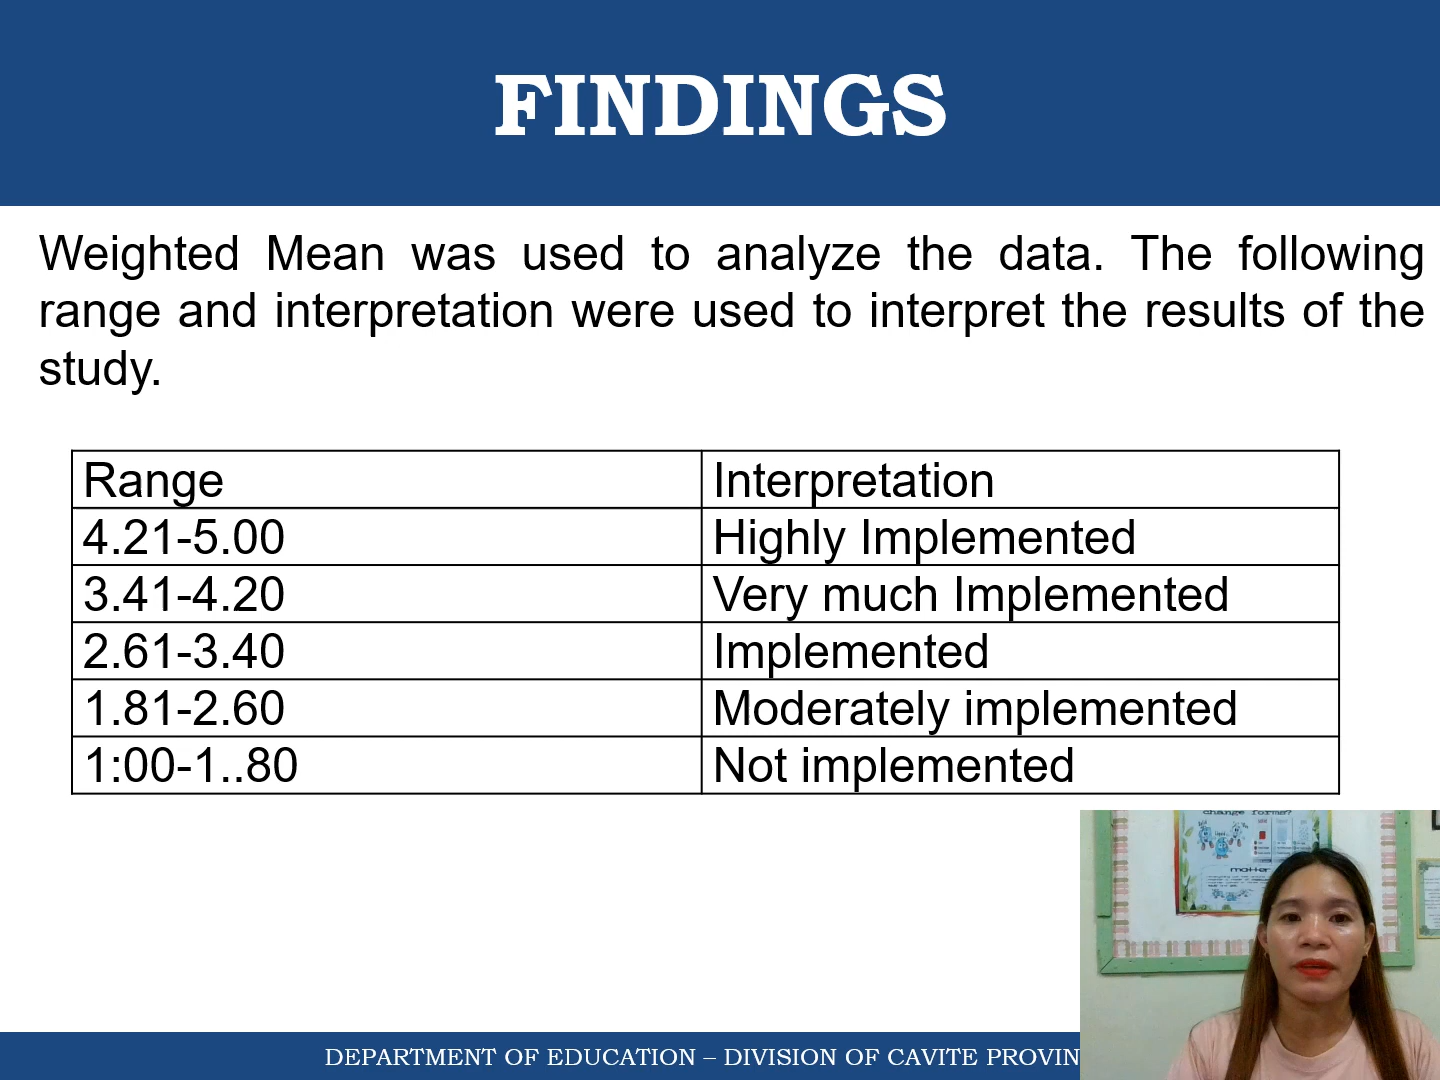 FINDINGS
Weighted Mean was used to analyze the data. The following
range and interpretation were used to interpret the results of the
study.
Range Interpretation
4.21-5.00 Highly Implemented
3.41-4.20 Very much Implemented
2.61-3.40 Implemented
1.81-2.60 Moderately implemented
1:00-1..80 Not implemented
change forms?
matter
DEPARTMENT OF EDUCATION – DIVISION OF CAVITE PROVIN